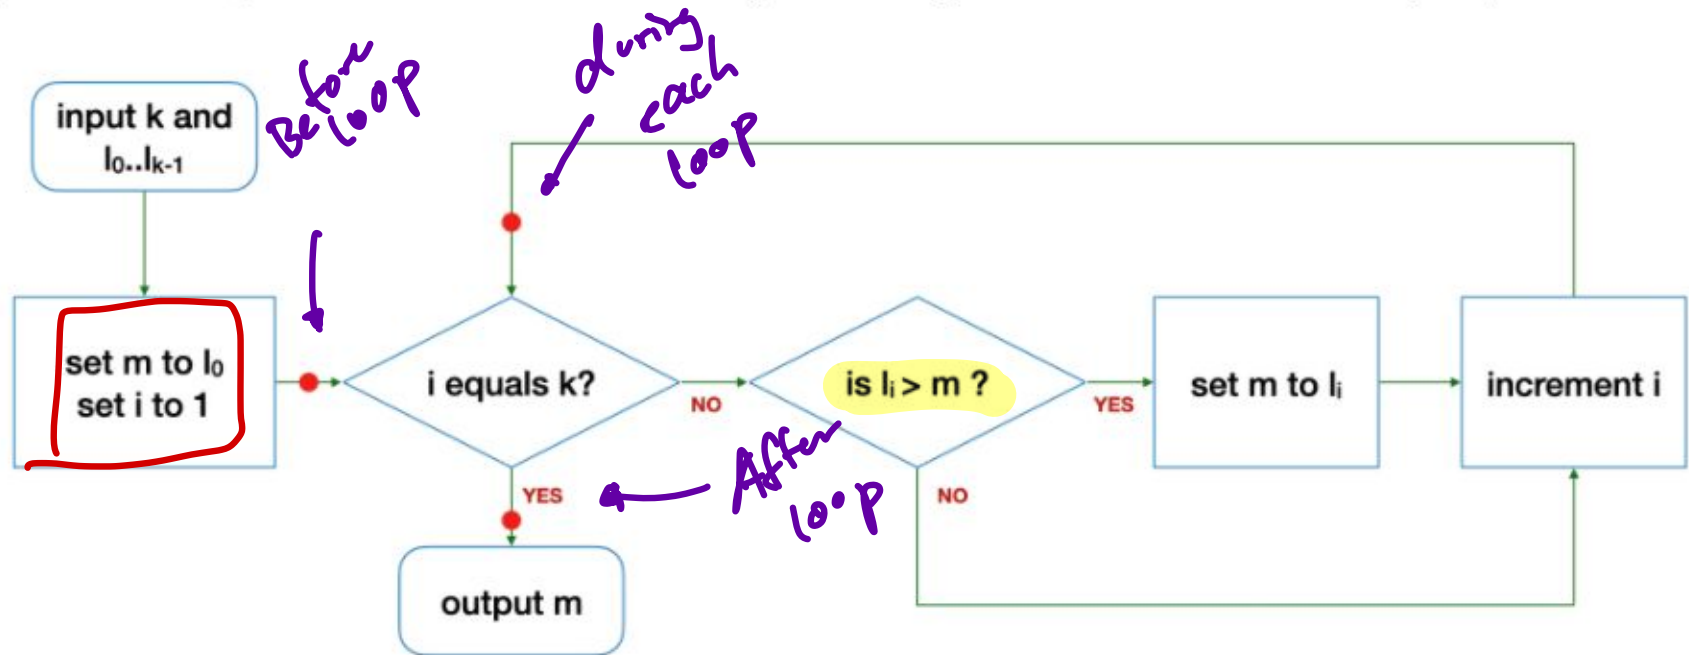 input k and
l₀..lₖ₋₁
Before
loop
during
each
loop
set m to l₀
set i to 1
i equals k?
NO
is lᵢ > m ?
YES
set m to lᵢ
increment i
YES
After
loop
NO
output m